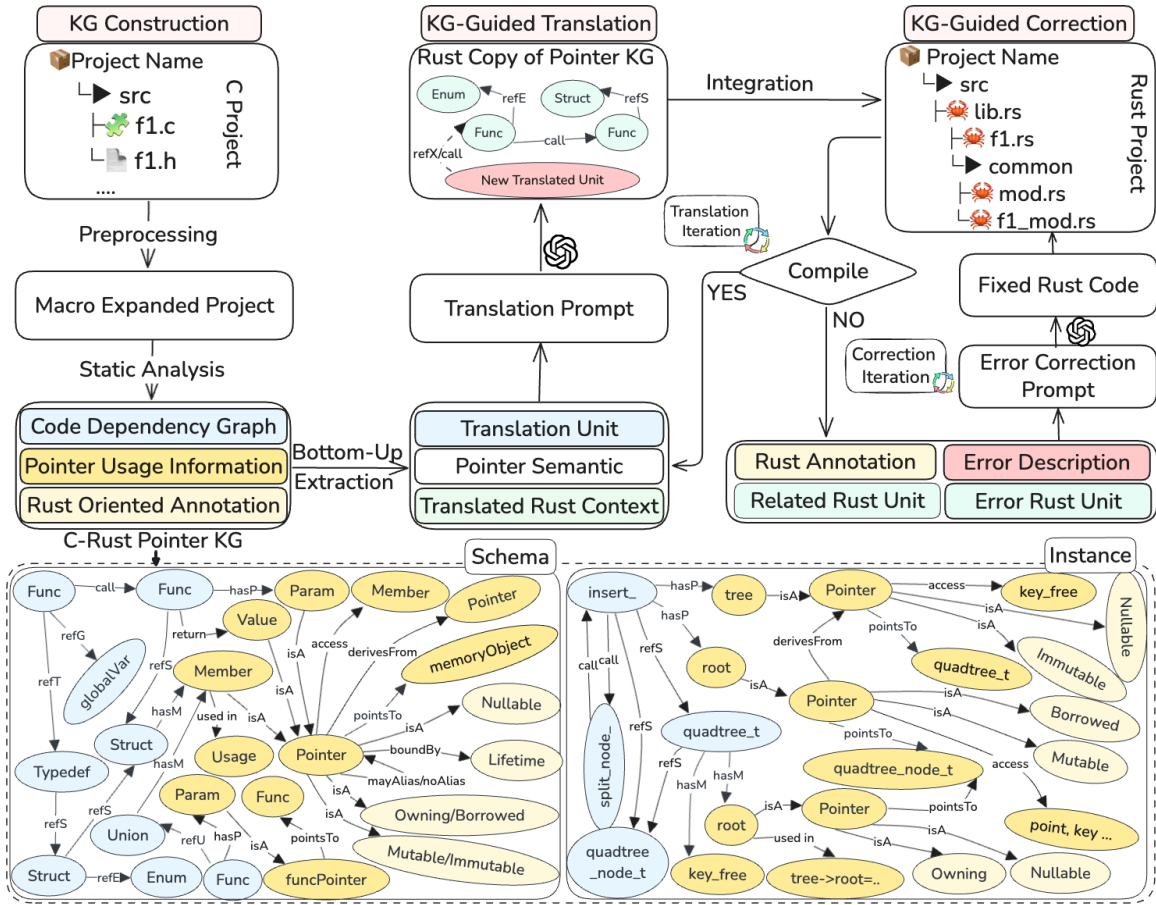 KG Construction
Project Name
src
f1.c
f1.h
....
C Project
Preprocessing
Macro Expanded Project
Static Analysis
Code Dependency Graph
Pointer Usage Information
Rust Oriented Annotation
C-Rust Pointer KG
Bottom-Up
Extraction
KG-Guided Translation
Rust Copy of Pointer KG
Enum
refE
Struct
refS
Func
call
Func
refX/call
New Translated Unit
Translation Prompt
Translation Unit
Pointer Semantic
Translated Rust Context
Integration
Translation
Iteration
KG-Guided Correction
Project Name
src
lib.rs
f1.rs
common
mod.rs
f1_mod.rs
Rust Project
Compile
YES
NO
Correction
Iteration
Fixed Rust Code
Error Correction
Prompt
Rust Annotation
Error Description
Related Rust Unit
Error Rust Unit
Schema
Func
call
Func
hasP
Param
Member
Pointer
refG
return
Value
access
derivesFrom
memoryObject
globalVar
refT
refS
isA
Member
isA
pointsTo
Nullable
hasM
used in
isA
isA
Struct
Pointer
boundBy
Lifetime
Typedef
hasM
Usage
mayAlias/noAlias
Param
Func
isA
Owning/Borrowed
refS
refS
Union
refU
hasP
isA
pointsTo
isA
Mutable/Immutable
Struct
refE
Enum
Func
funcPointer
Instance
insert_
hasP
tree
isA
Pointer
access
key_free
Nullable
hasP
isA
isA
pointsTo
refS
derivesFrom
root
quadtree_t
Immutable
call
call
isA
Pointer
isA
Borrowed
refS
quadtree_t
pointsTo
isA
Mutable
split_node_
refS
hasM
hasM
quadtree_node_t
access
root
isA
Pointer
pointsTo
used in
isA
isA
point, key ...
quadtree
_node_t
key_free
tree->root=..
Owning
Nullable